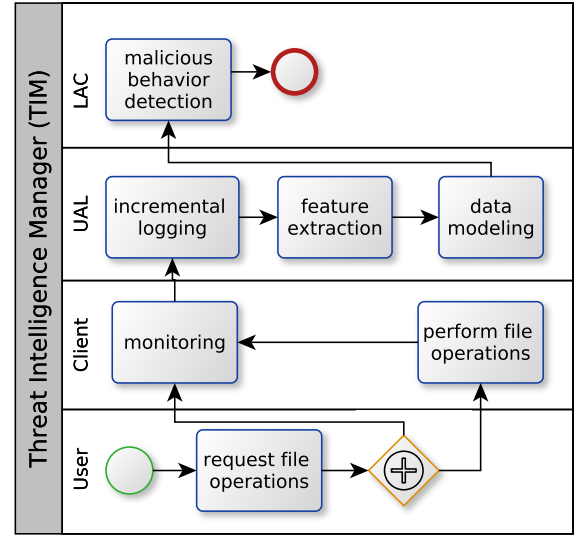 Threat Intelligence Manager (TIM)
LAC
malicious
behavior
detection
UAL
incremental
logging
feature
extraction
data
modeling
Client
monitoring
perform file
operations
User
request file
operations